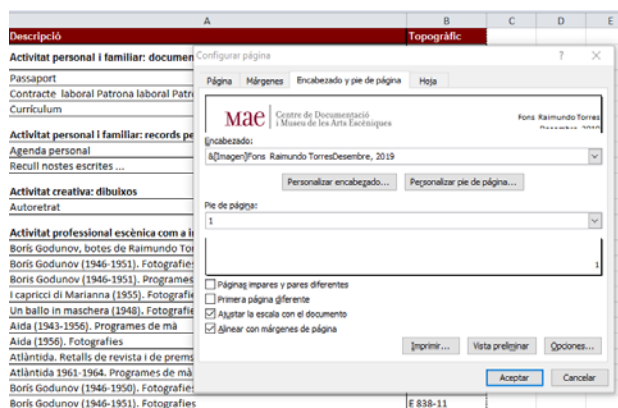 A B C D E
Descripció Topogràfic
Activitat personal i familiar: documen
Passaport
Contracte laboral Patrona laboral Patr
Currículum
Activitat personal i familiar: records pe
Agenda personal
Recull nostes escrites ...
Activitat creativa: dibuixos
Autoretrat
Activitat professional escènica com a i
Borís Godunov, botes de Raimundo Tor
Borís Godunov (1946-1951). Fotografies
Boris Godunov (1946-1951). Programes
I capricci di Marianna (1955). Fotografie
Un ballo in maschera (1948). Fotografie
Aida (1943-1956). Programes de mà
Aida (1956). Fotografies
Atlàntida. Retalls de revista i de prems
Atlàntida 1961-1964. Programes de mà
Borís Godunov (1946-1950). Fotografies
Borís Godunov (1946-1951). Fotografies E 838-11
Configurar página ? ×
Página Márgenes Encabezado y pie de página Hoja
Mae Centre de Documentació
i Museu de les Arts Escèniques
Fons Raimundo Torres
Desembre, 2019
Encabezado:
&[Imagen]Fons Raimundo TorresDesembre, 2019
Personalizar encabezado... Personalizar pie de página...
Pie de página:
1
1
Páginas impares y pares diferentes
Primera página diferente
Ajustar la escala con el documento
Alinear con márgenes de página
Imprimir... Vista preliminar Opciones...
Aceptar Cancelar